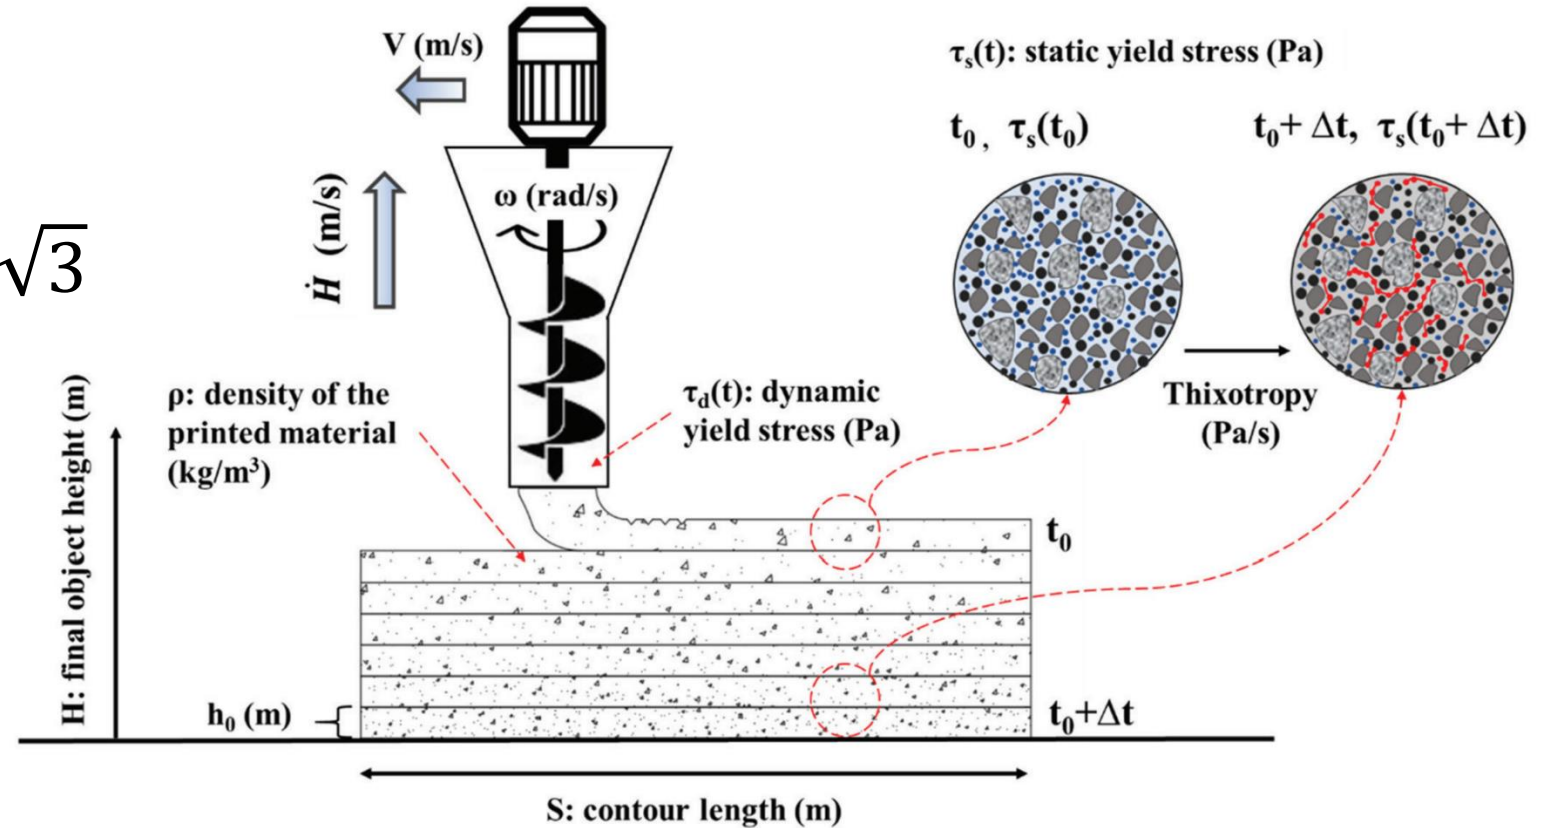 V (m/s)
τs(t): static yield stress (Pa)
t₀ , τs(t₀)
t₀+ Δt, τs(t₀+ Δt)
Ḣ (m/s)
ω (rad/s)
√3
ρ: density of the
printed material
(kg/m³)
τd(t): dynamic
yield stress (Pa)
Thixotropy
(Pa/s)
H: final object height (m)
t₀
h₀ (m)
t₀+Δt
S: contour length (m)